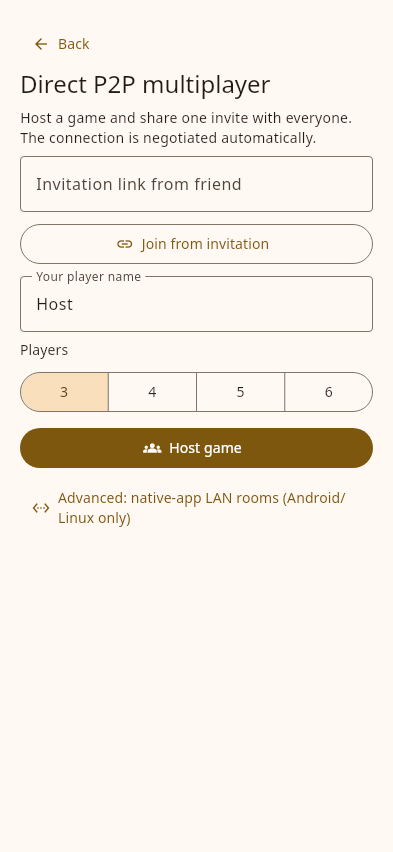 Back
Direct P2P multiplayer
Host a game and share one invite with everyone.
The connection is negotiated automatically.
Invitation link from friend
Join from invitation
Your player name
Host
Players
3 4 5 6
Host game
Advanced: native-app LAN rooms (Android/
Linux only)